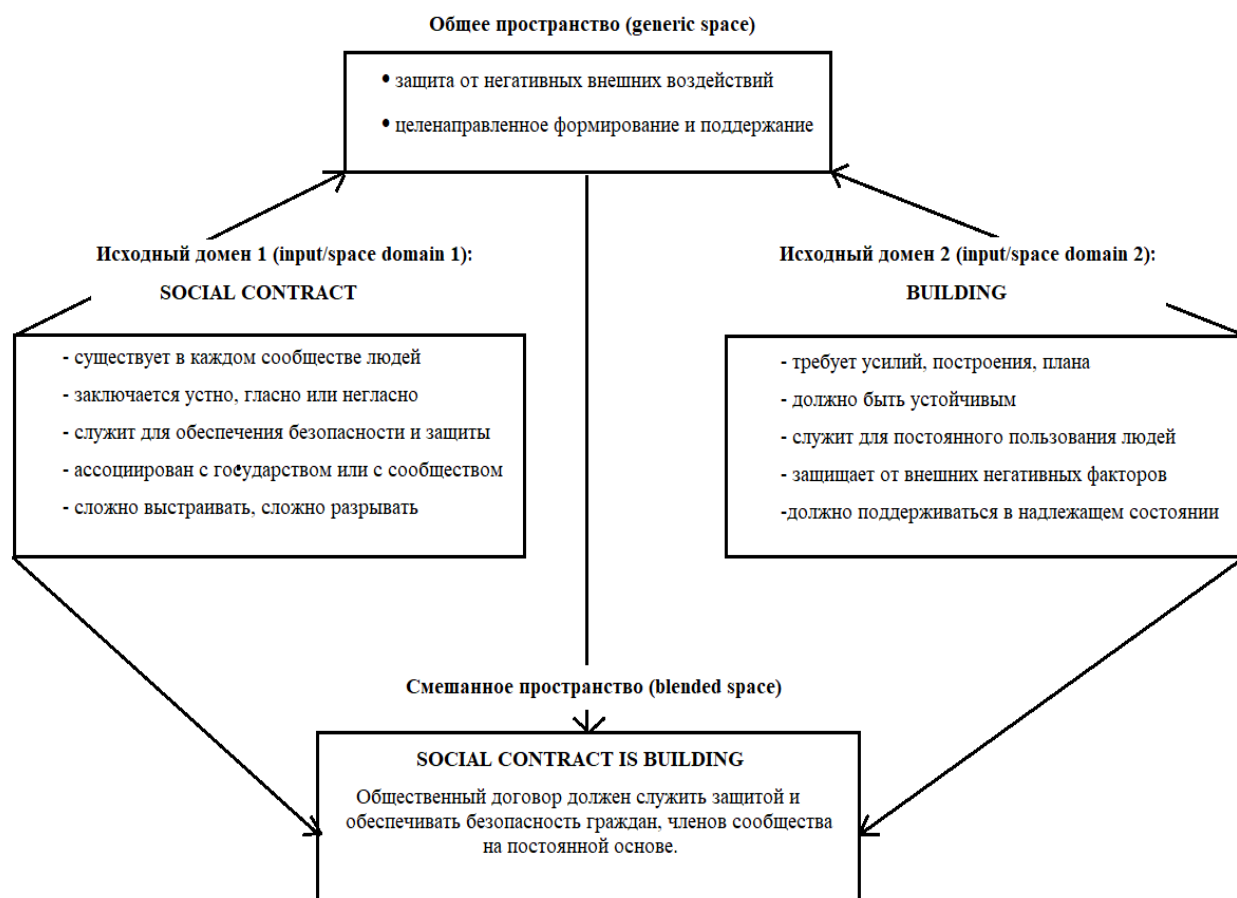 Общее пространство (generic space)
• защита от негативных внешних воздействий
• целенаправленное формирование и поддержание
Исходный домен 1 (input/space domain 1):
SOCIAL CONTRACT
- существует в каждом сообществе людей
- заключается устно, гласно или негласно
- служит для обеспечения безопасности и защиты
- ассоциирован с государством или с сообществом
- сложно выстраивать, сложно разрывать
Исходный домен 2 (input/space domain 2):
BUILDING
- требует усилий, построения, плана
- должно быть устойчивым
- служит для постоянного пользования людей
- защищает от внешних негативных факторов
-должно поддерживаться в надлежащем состоянии
Смешанное пространство (blended space)
SOCIAL CONTRACT IS BUILDING
Общественный договор должен служить защитой и
обеспечивать безопасность граждан, членов сообщества
на постоянной основе.